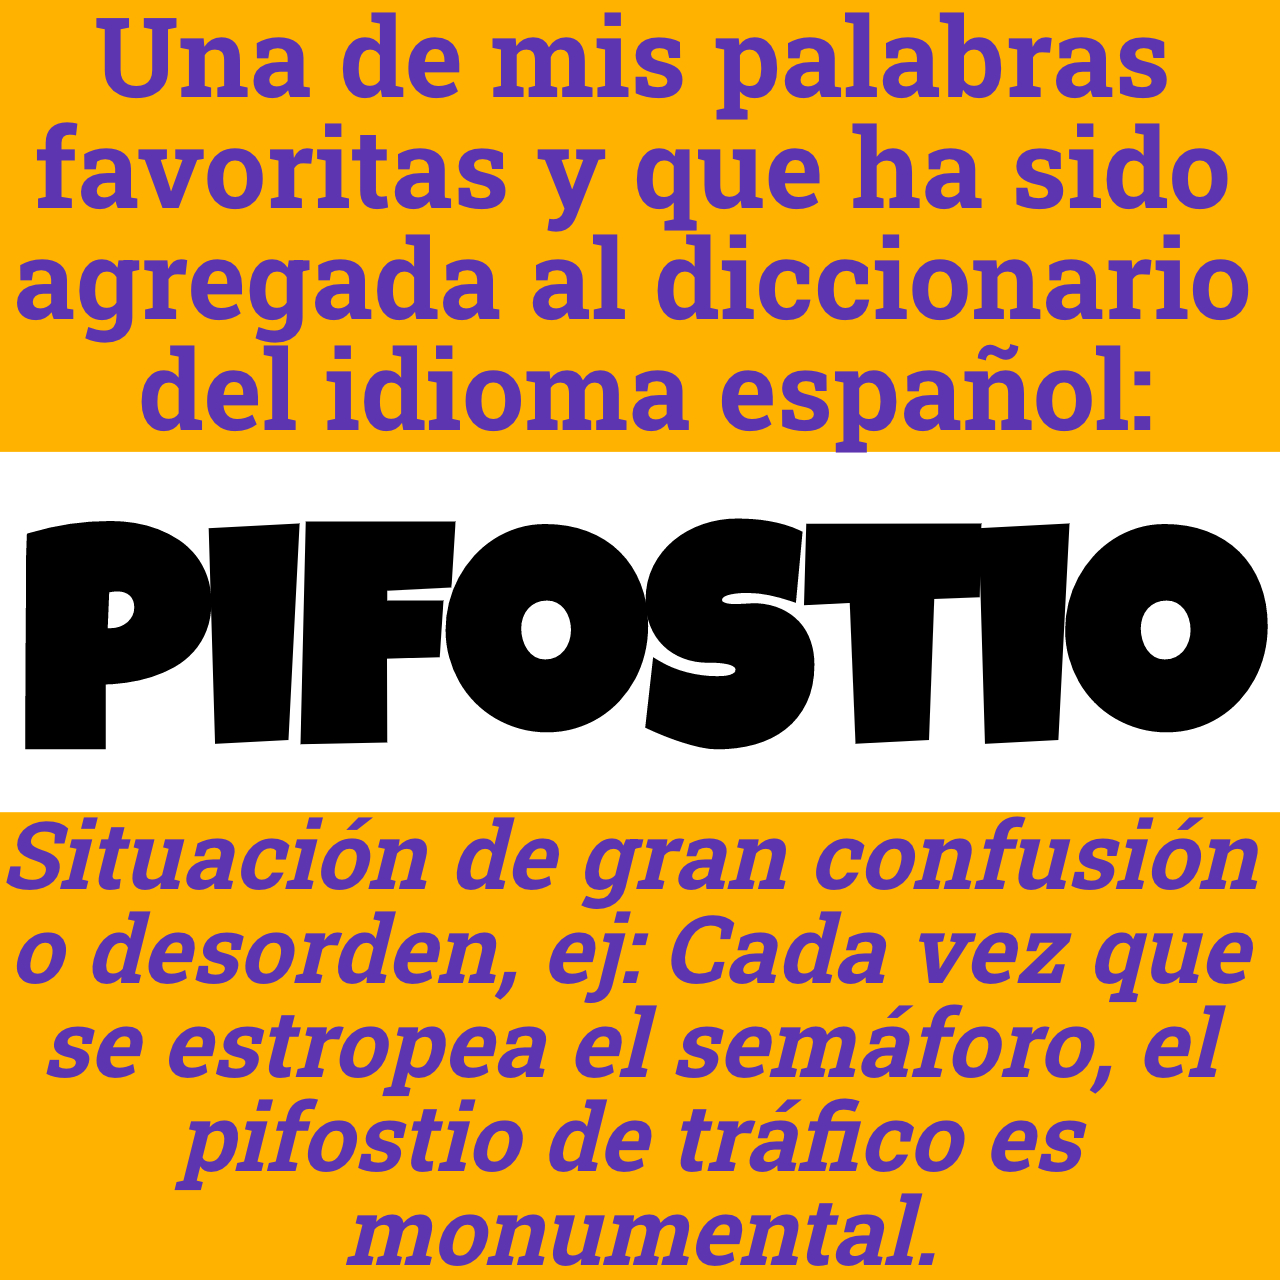 Una de mis palabras
favoritas y que ha sido
agregada al diccionario
del idioma español:
PIFOSTIO
Situación de gran confusión
o desorden, ej: Cada vez que
se estropea el semáforo, el
pifostio de tráfico es
monumental.